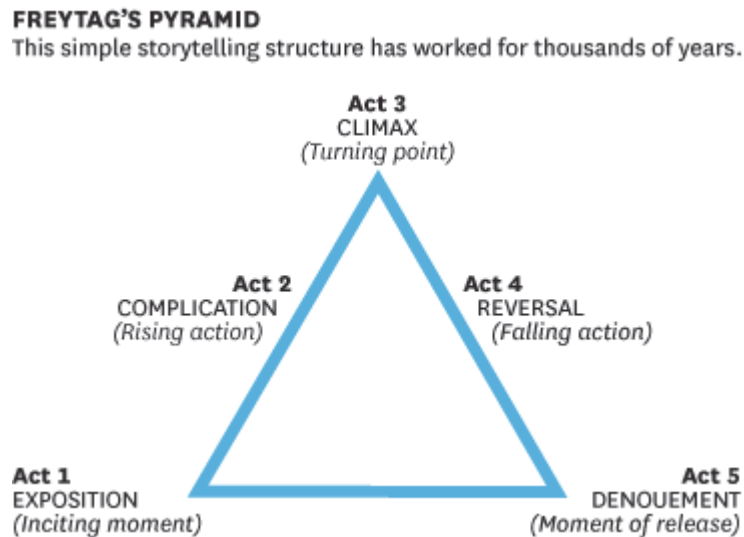 FREYTAG’S PYRAMID
This simple storytelling structure has worked for thousands of years.
Act 3
CLIMAX
(Turning point)
Act 2
COMPLICATION
(Rising action)
Act 4
REVERSAL
(Falling action)
Act 1
EXPOSITION
(Inciting moment)
Act 5
DENOUEMENT
(Moment of release)